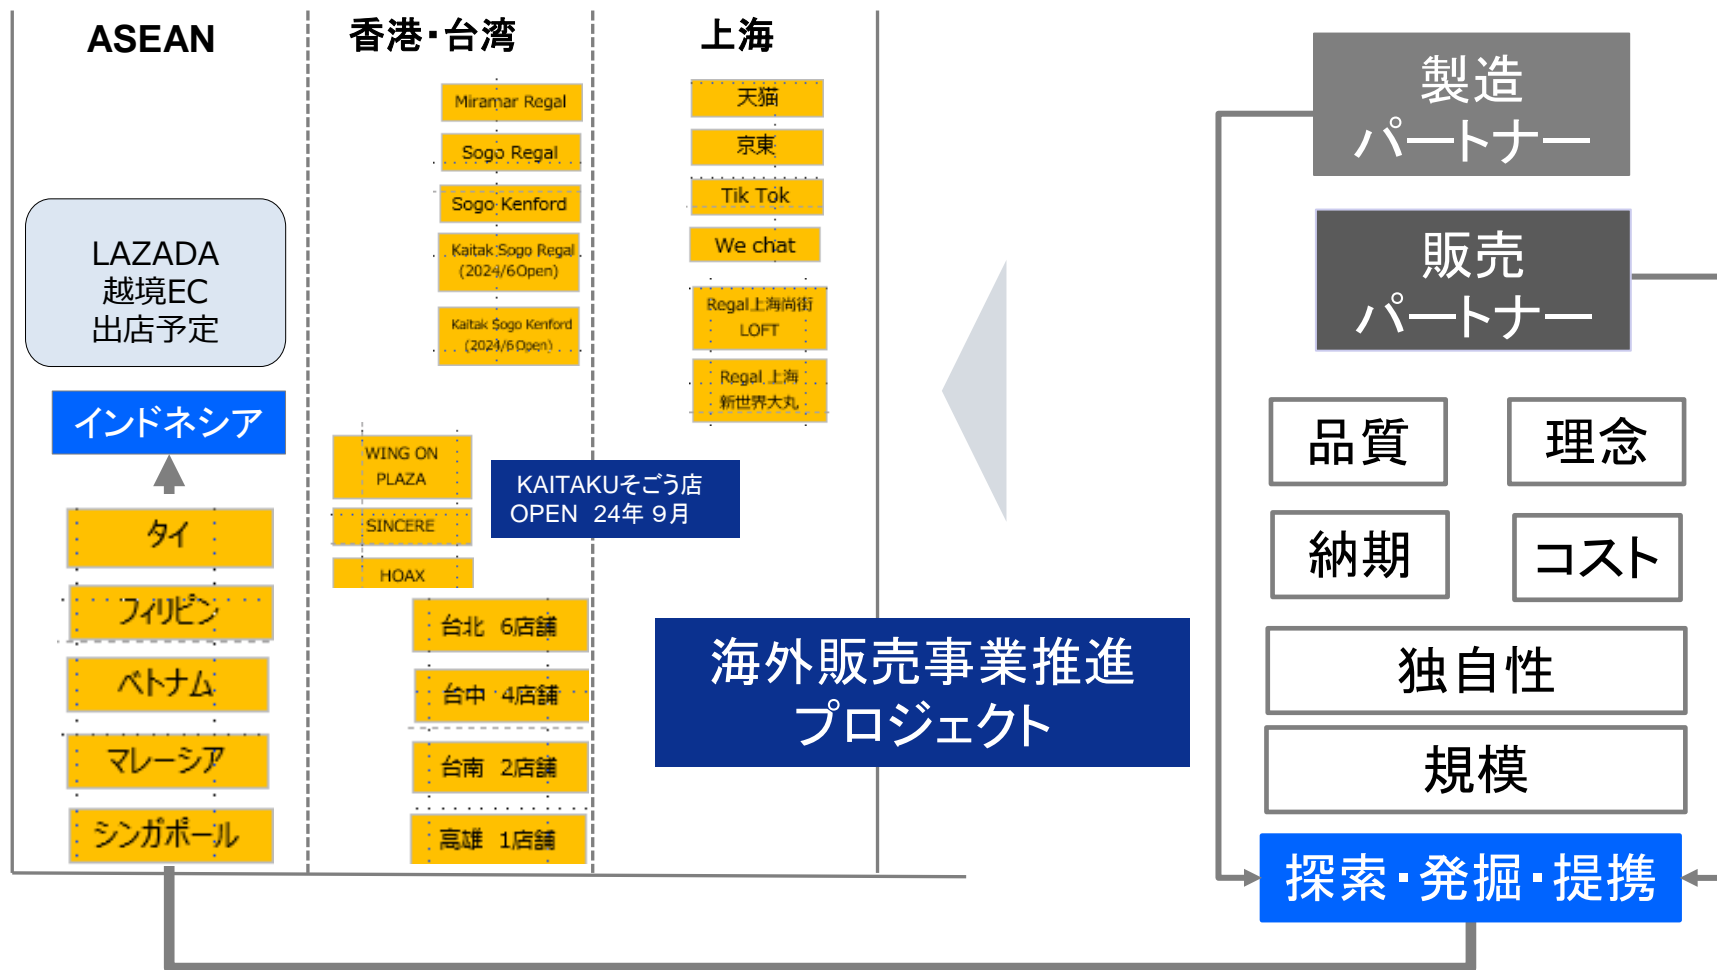 ASEAN
LAZADA
越境EC
出店予定
インドネシア
タイ
フィリピン
ベトナム
マレーシア
シンガポール
香港・台湾
Miramar Regal
Sogo Regal
Sogo Kenford
Kaitak Sogo Regal
(2024/6Open)
Kaitak Sogo Kenford
(2024/6Open)
WING ON
PLAZA
SINCERE
HOAX
KAITAKUそごう店
OPEN 24年 9月
台北 6店舗
台中 4店舗
台南 2店舗
高雄 1店舗
上海
天猫
京東
Tik Tok
We chat
Regal上海尚街
LOFT
Regal 上海
新世界大丸
海外販売事業推進
プロジェクト
製造
パートナー
販売
パートナー
品質
理念
納期
コスト
独自性
規模
探索・発掘・提携